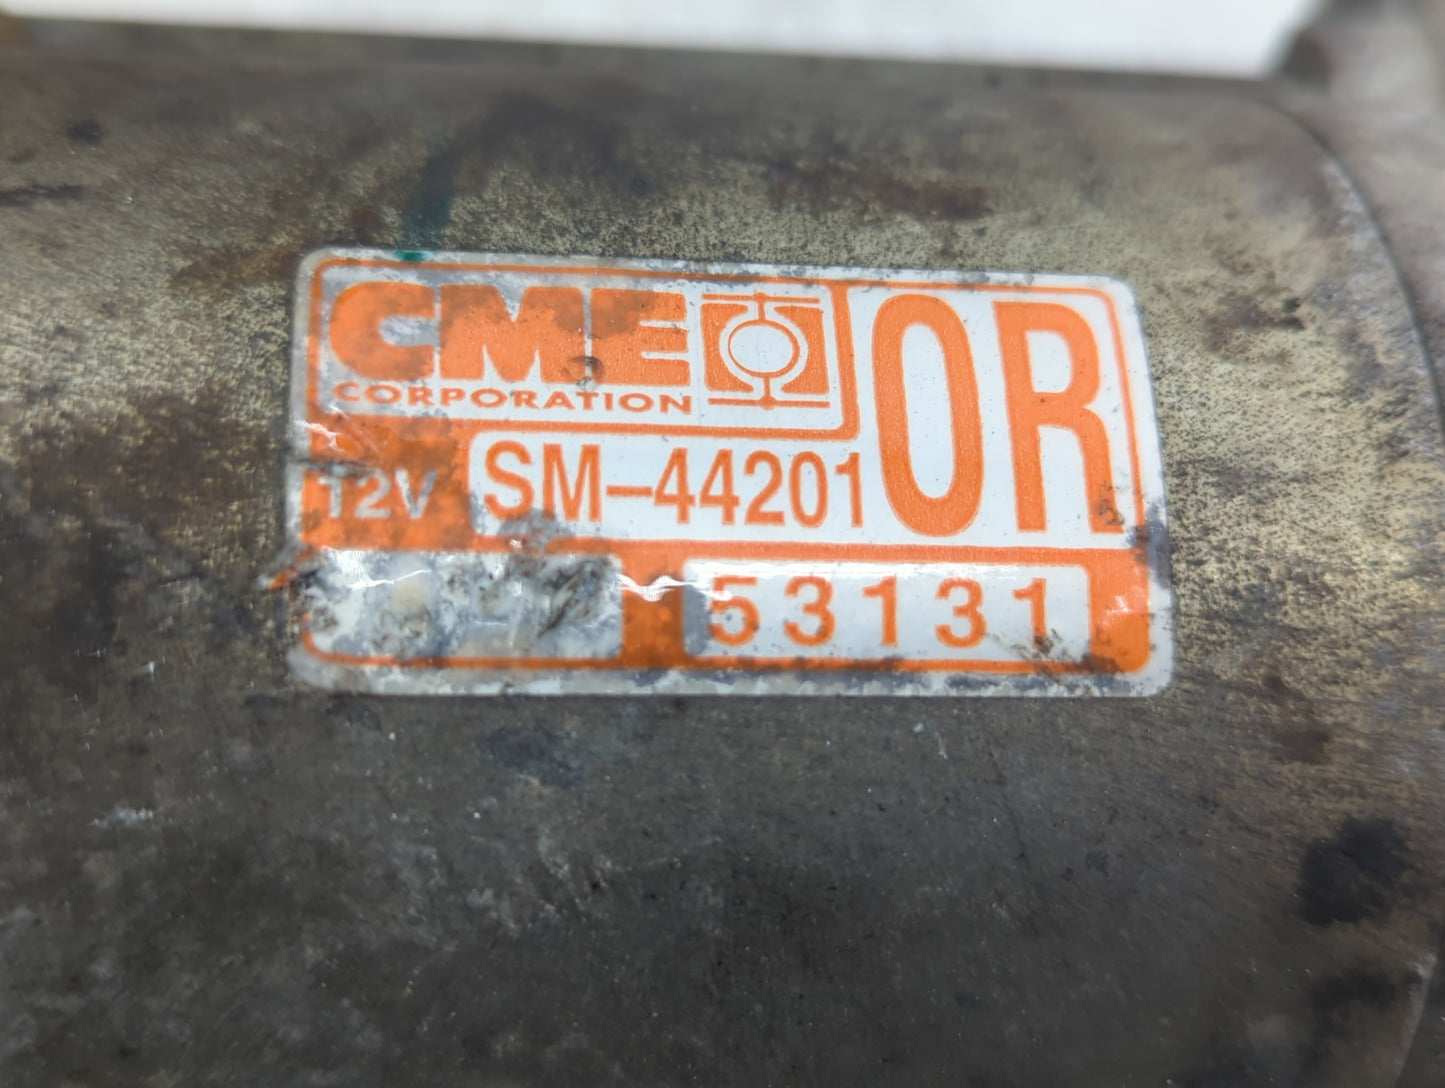 CME
CORPORATION
OR
12V SM-44201
53131